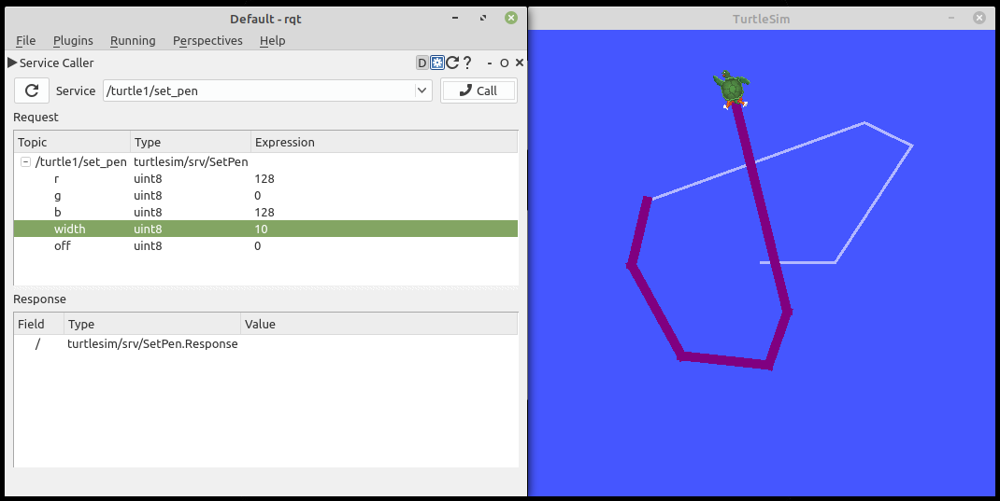 Default - rqt
File Plugins Running Perspectives Help
Service Caller D ? - O ×
Service /turtle1/set_pen Call
Request
Topic Type Expression
/turtle1/set_pen turtlesim/srv/SetPen
r uint8 128
g uint8 0
b uint8 128
width uint8 10
off uint8 0
Response
Field Type Value
/ turtlesim/srv/SetPen.Response
TurtleSim